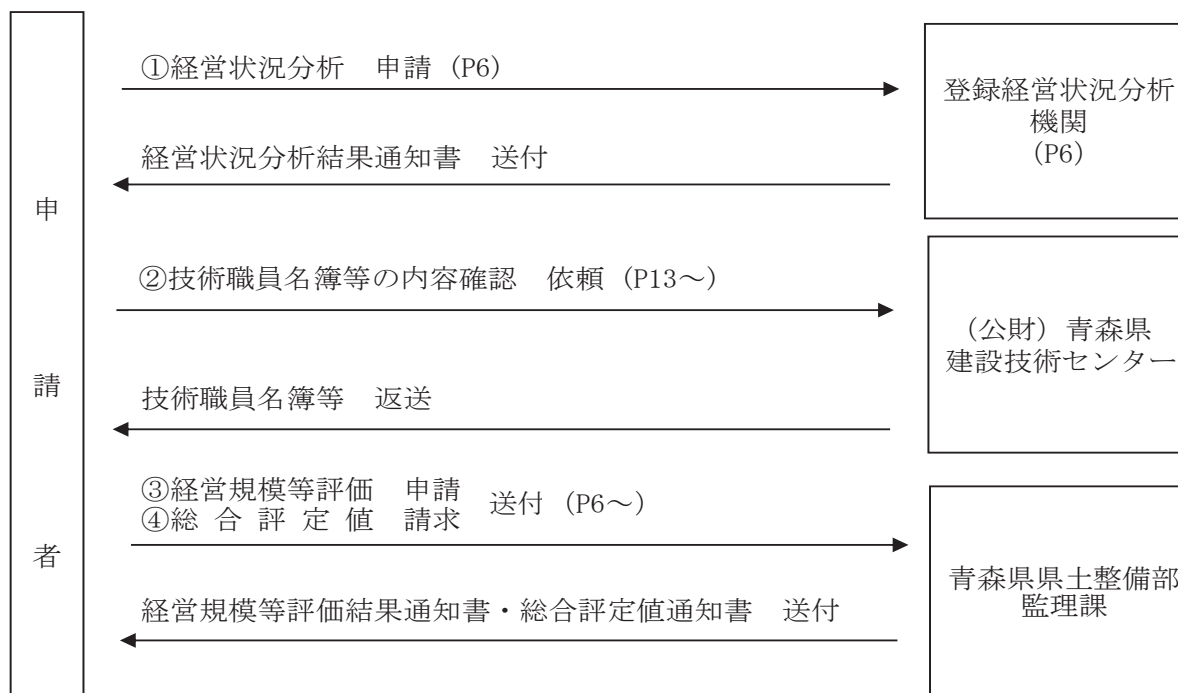 申
請
者
①経営状況分析　申請（P6）
経営状況分析結果通知書　送付
登録経営状況分析
機関
（P6）
②技術職員名簿等の内容確認　依頼（P13～）
技術職員名簿等　返送
（公財）青森県
建設技術センター
③経営規模等評価　申請
④総 合 評 定 値　請求
送付（P6～）
経営規模等評価結果通知書・総合評定値通知書　送付
青森県県土整備部
監理課